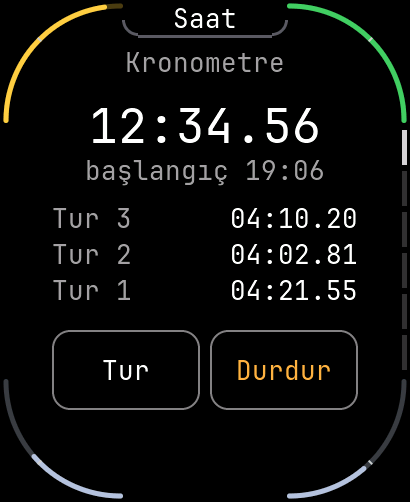 Saat
Kronometre
12:34.56
başlangıç 19:06
Tur 3 04:10.20
Tur 2 04:02.81
Tur 1 04:21.55
Tur Durdur